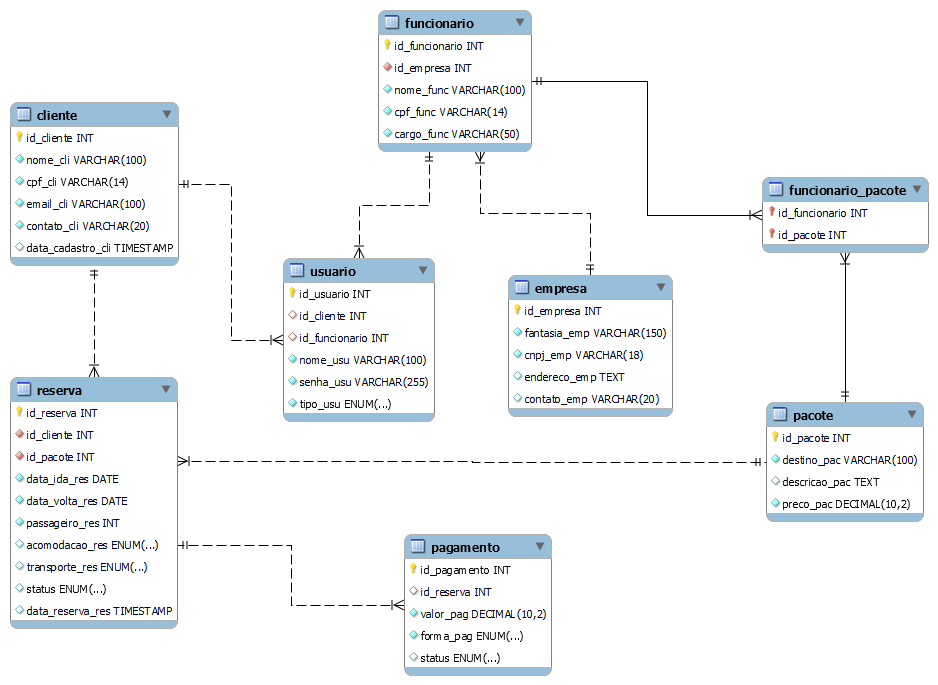 funcionario
id_funcionario INT
id_empresa INT
nome_func VARCHAR(100)
cpf_func VARCHAR(14)
cargo_func VARCHAR(50)
cliente
id_cliente INT
nome_cli VARCHAR(100)
cpf_cli VARCHAR(14)
email_cli VARCHAR(100)
contato_cli VARCHAR(20)
data_cadastro_cli TIMESTAMP
funcionario_pacote
id_funcionario INT
id_pacote INT
usuario
id_usuario INT
id_cliente INT
id_funcionario INT
nome_usu VARCHAR(100)
senha_usu VARCHAR(255)
tipo_usu ENUM(...)
empresa
id_empresa INT
fantasia_emp VARCHAR(150)
cnpj_emp VARCHAR(18)
endereco_emp TEXT
contato_emp VARCHAR(20)
reserva
id_reserva INT
id_cliente INT
id_pacote INT
data_ida_res DATE
data_volta_res DATE
passageiro_res INT
acomodacao_res ENUM(...)
transporte_res ENUM(...)
status ENUM(...)
data_reserva_res TIMESTAMP
pacote
id_pacote INT
destino_pac VARCHAR(100)
descricao_pac TEXT
preco_pac DECIMAL(10,2)
pagamento
id_pagamento INT
id_reserva INT
valor_pag DECIMAL(10,2)
forma_pag ENUM(...)
status ENUM(...)